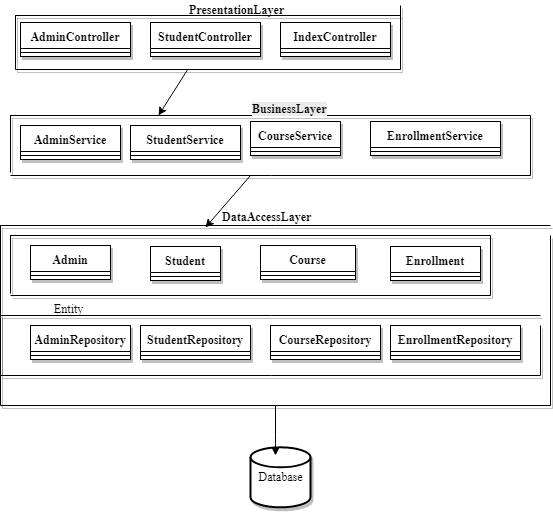 PresentationLayer
AdminController StudentController IndexController
BusinessLayer
AdminService StudentService CourseService EnrollmentService
DataAccessLayer
Admin Student Course Enrollment
Entity
AdminRepository StudentRepository CourseRepository EnrollmentRepository
Database